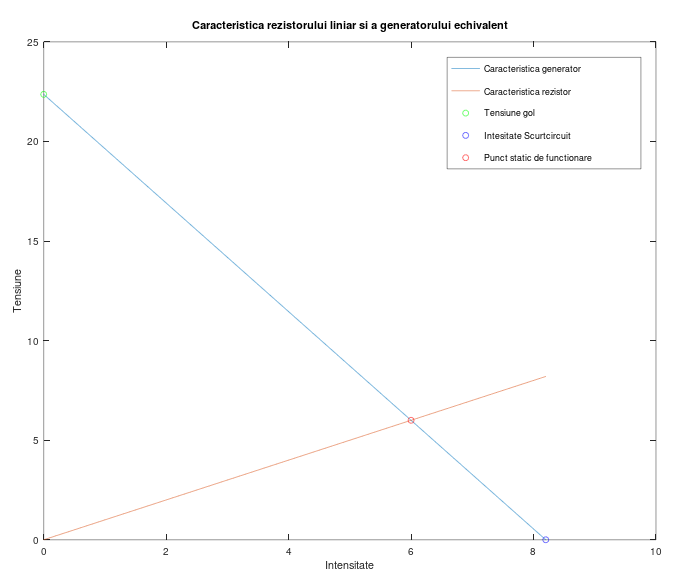 Caracteristica rezistorului liniar si a generatorului echivalent
25
20
15
10
5
0
Tensiune
Caracteristica generator
Caracteristica rezistor
Tensiune gol
Intesitate Scurtcircuit
Punct static de functionare
0 2 4 6 8 10
Intensitate